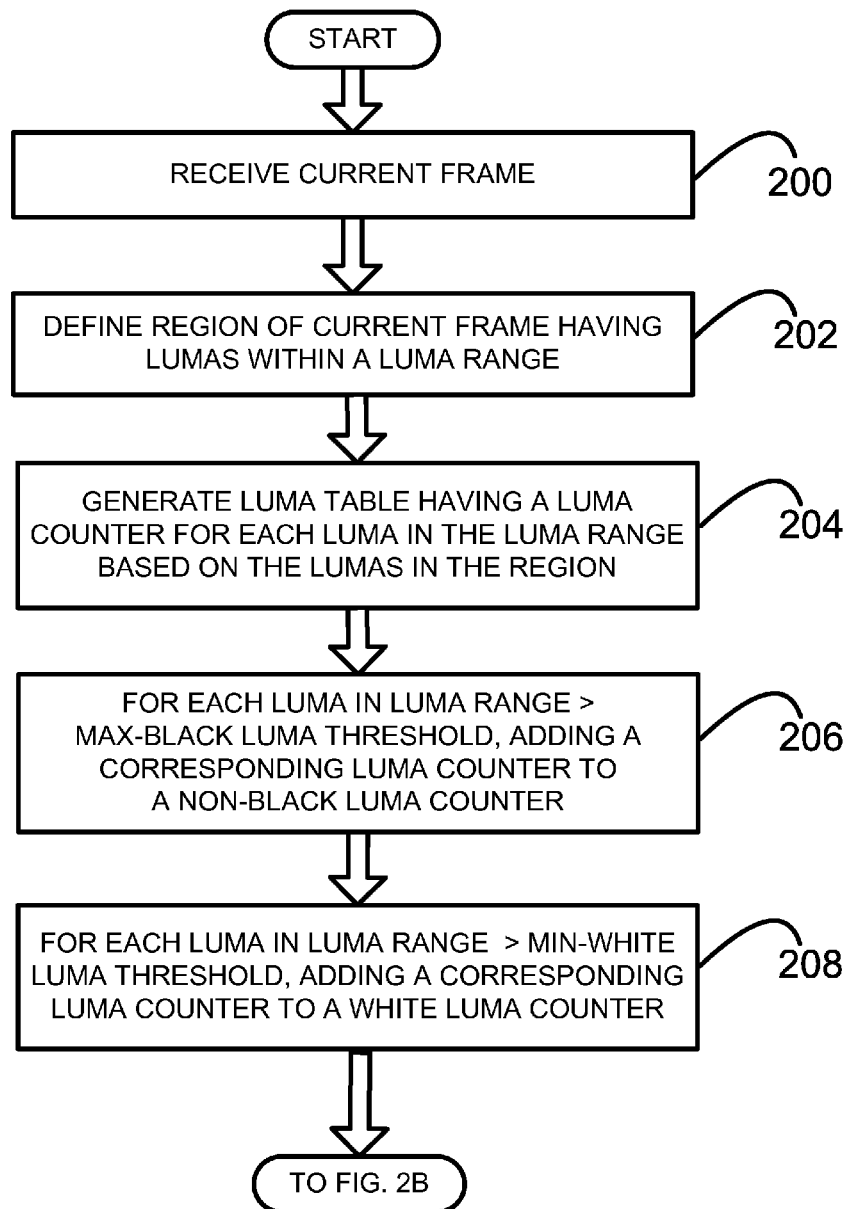 START
RECEIVE CURRENT FRAME
200
DEFINE REGION OF CURRENT FRAME HAVING
LUMAS WITHIN A LUMA RANGE
202
GENERATE LUMA TABLE HAVING A LUMA
COUNTER FOR EACH LUMA IN THE LUMA RANGE
BASED ON THE LUMAS IN THE REGION
204
FOR EACH LUMA IN LUMA RANGE >
MAX-BLACK LUMA THRESHOLD, ADDING A
CORRESPONDING LUMA COUNTER TO
A NON-BLACK LUMA COUNTER
206
FOR EACH LUMA IN LUMA RANGE > MIN-WHITE
LUMA THRESHOLD, ADDING A CORRESPONDING
LUMA COUNTER TO A WHITE LUMA COUNTER
208
TO FIG. 2B